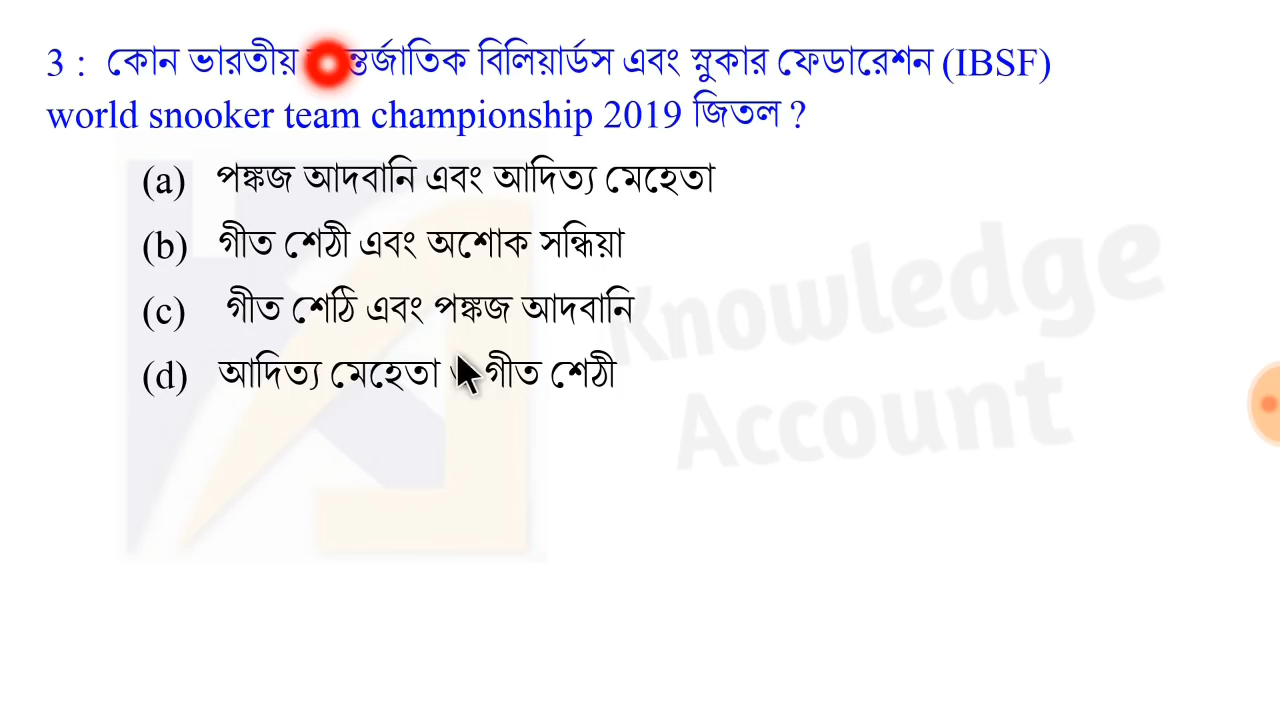 3 : কোন ভারতীয় বিলিয়ার্ডস এবং স্নুকার ফেডারেশন (IBSF)
world snooker team championship 2019 জিতল ?
(a) পঙ্কজ আদবানি এবং আদিত্য মেহেতা
(b) গীত শেঠী এবং অশোক সন্ধিয়া
(c) গীত শেঠি এবং পঙ্কজ আদবানি
(d) আদিত্য মেহেতা গীত শেঠী
Knowledge
Account